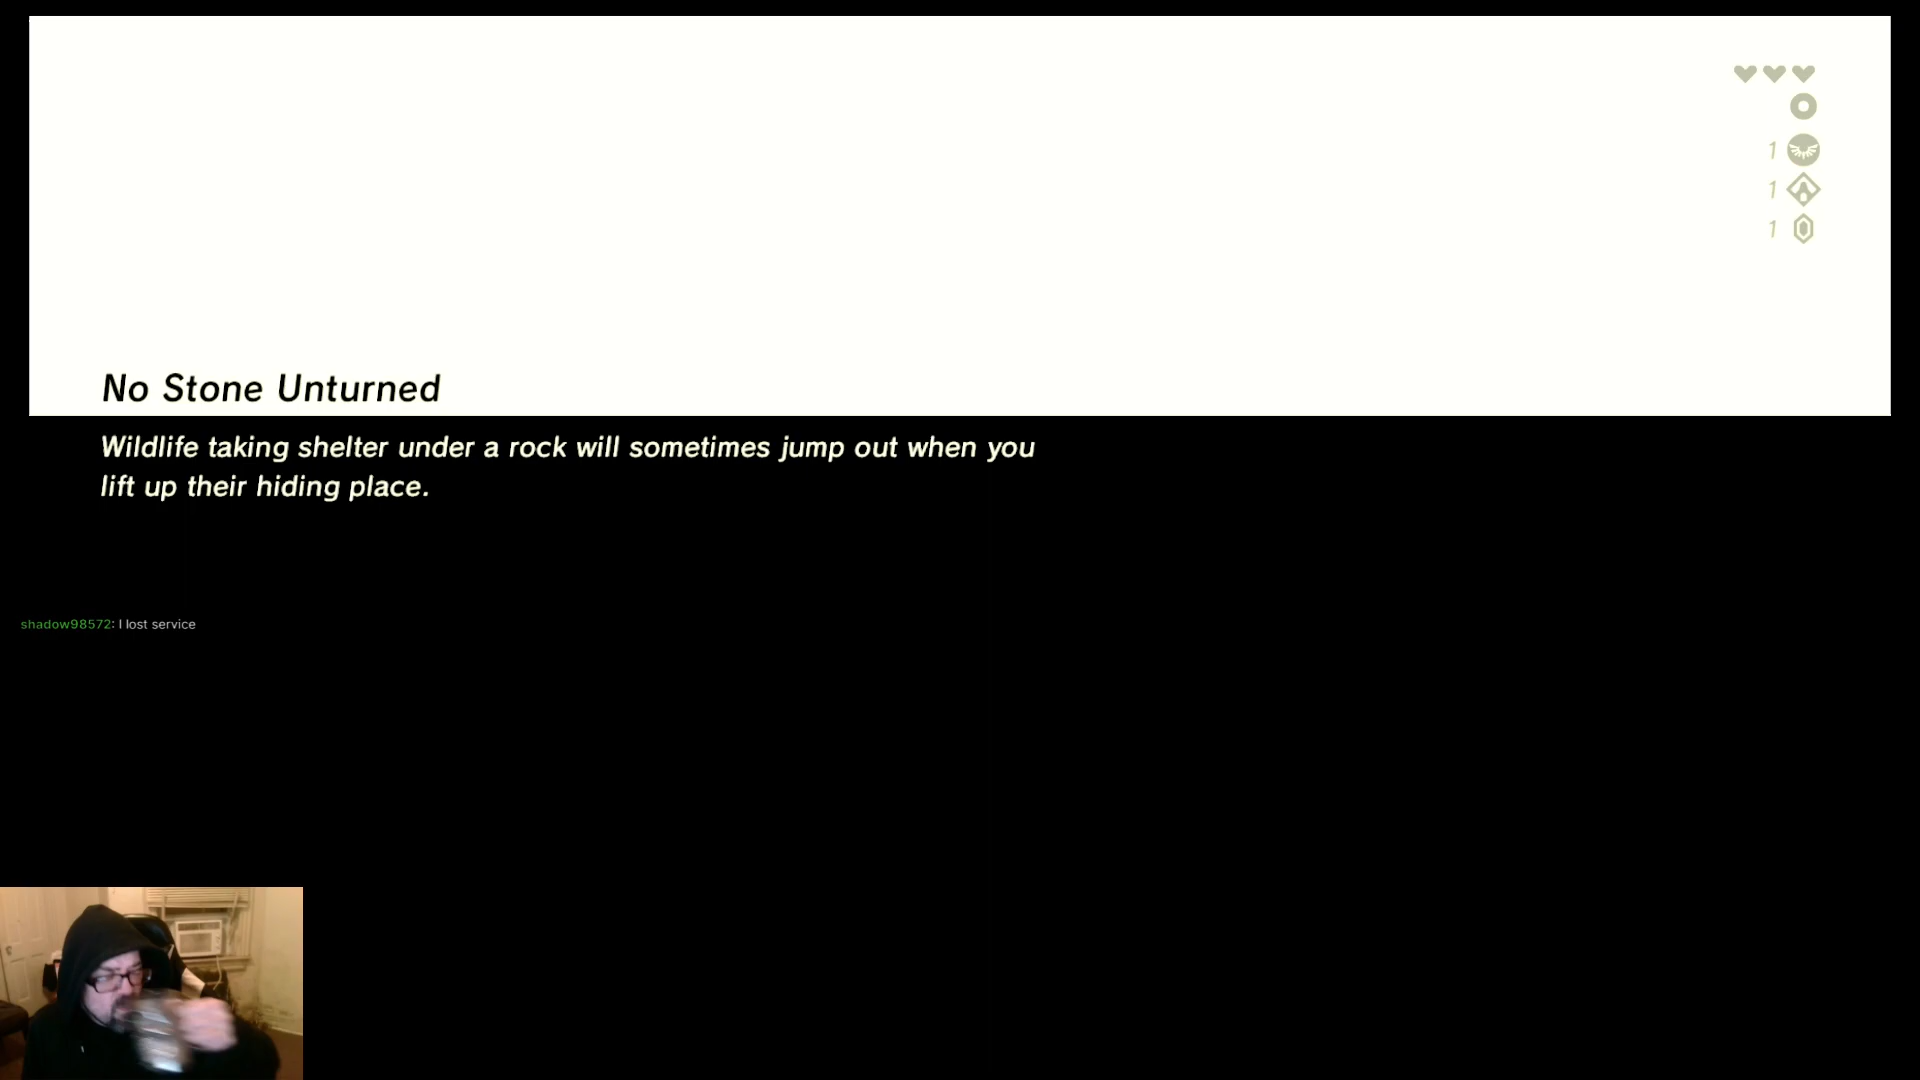 1
1
1
No Stone Unturned
Wildlife taking shelter under a rock will sometimes jump out when you
lift up their hiding place.
shadow98572: I lost service